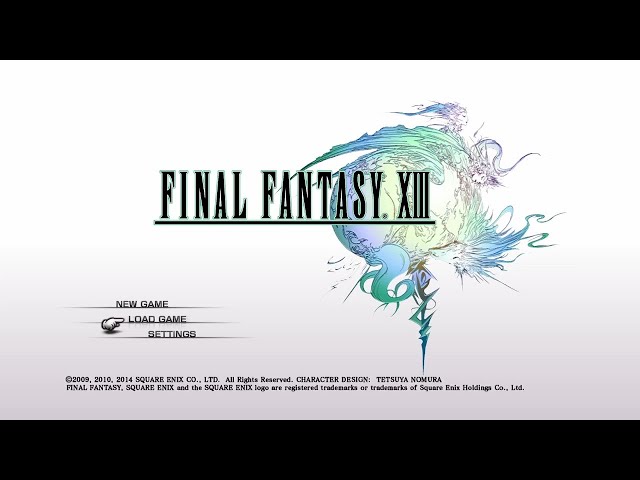 FINAL FANTASY® XIII
NEW GAME
LOAD GAME
SETTINGS
©2009, 2010, 2014 SQUARE ENIX CO., LTD. All Rights Reserved. CHARACTER DESIGN: TETSUYA NOMURA
FINAL FANTASY, SQUARE ENIX and the SQUARE ENIX logo are registered trademarks or trademarks of Square Enix Holdings Co., Ltd.